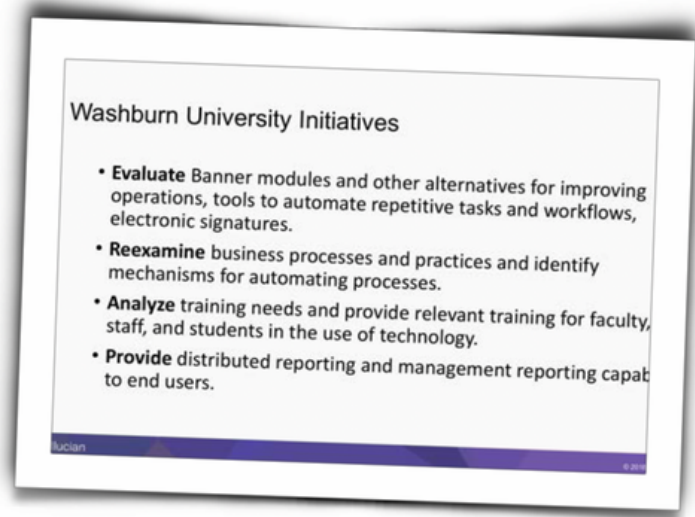 Washburn University Initiatives
• Evaluate Banner modules and other alternatives for improving
operations, tools to automate repetitive tasks and workflows,
electronic signatures.
• Reexamine business processes and practices and identify
mechanisms for automating processes.
• Analyze training needs and provide relevant training for faculty,
staff, and students in the use of technology.
• Provide distributed reporting and management reporting capab
to end users.
lucian